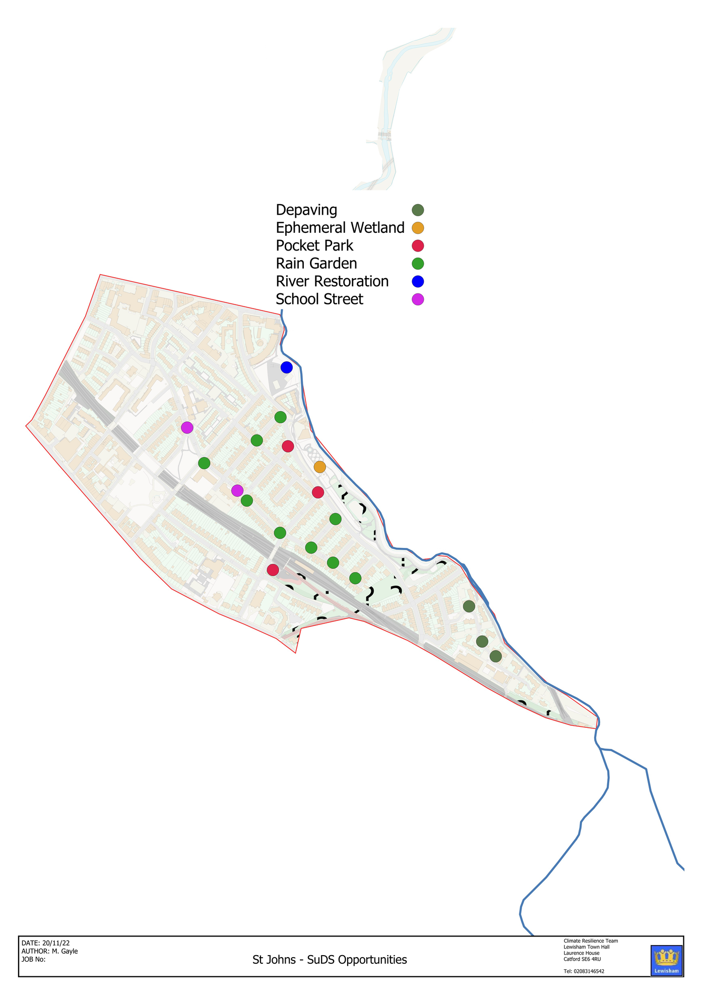 Depaving
Ephemeral Wetland
Pocket Park
Rain Garden
River Restoration
School Street
DATE: 20/11/22
AUTHOR: M. Gayle
JOB No:
St Johns - SuDS Opportunities
Climate Resilience Team
Lewisham Town Hall
Laurence House
Catford SE6 4RU
Tel: 02083146542
Lewisham